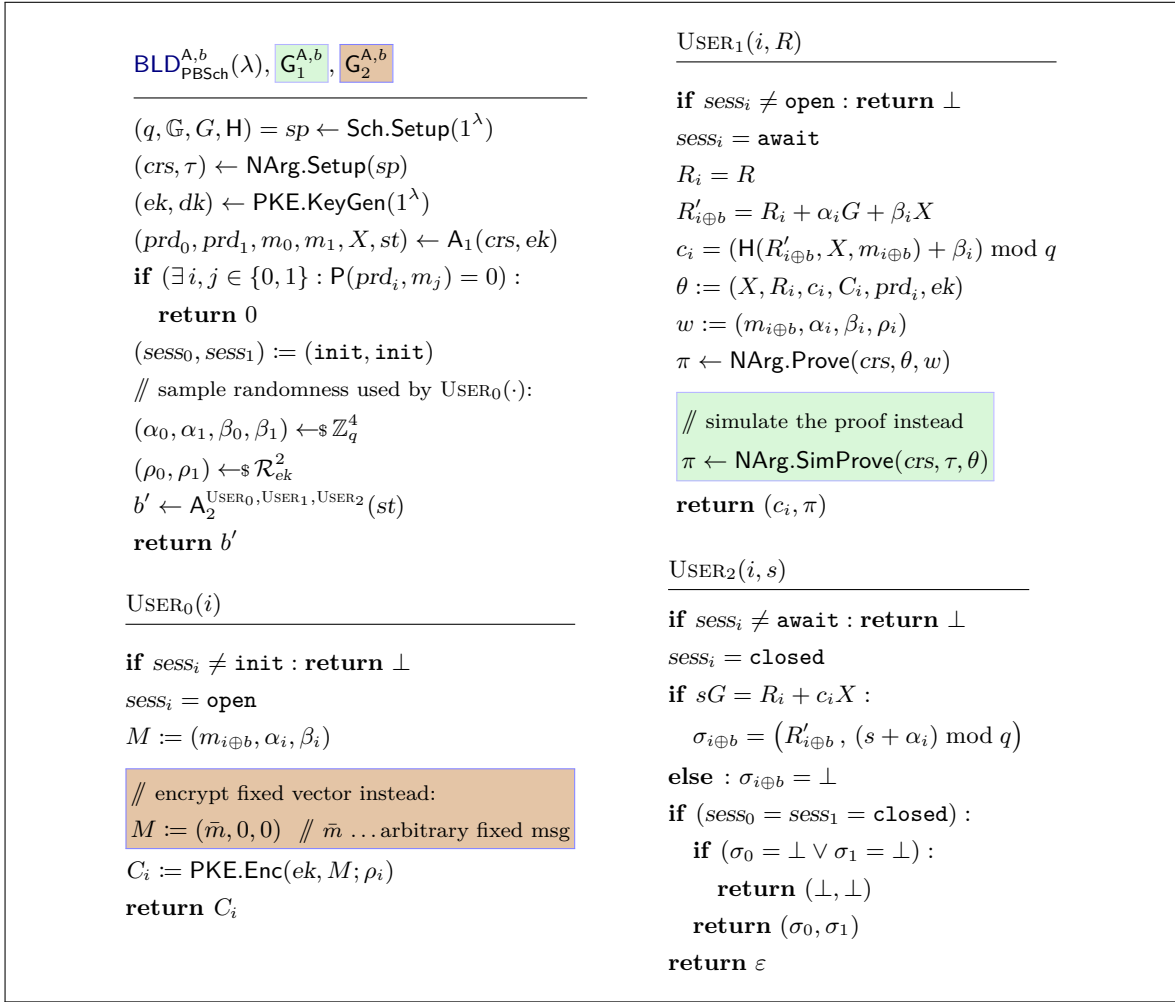 BLD^{A,b}_{PBSch}(λ), G_1^{A,b}, G_2^{A,b}
(q, 𝔾, G, H) = sp ← Sch.Setup(1^λ)
(crs, τ) ← NArg.Setup(sp)
(ek, dk) ← PKE.KeyGen(1^λ)
(prd_0, prd_1, m_0, m_1, X, st) ← A_1(crs, ek)
if (∃ i, j ∈ {0, 1} : P(prd_i, m_j) = 0) :
return 0
(sess_0, sess_1) := (init, init)
// sample randomness used by USER_0(·):
(α_0, α_1, β_0, β_1) ←$ ℤ_q^4
(ρ_0, ρ_1) ←$ ℛ_{ek}^2
b′ ← A_2^{USER_0,USER_1,USER_2}(st)
return b′
USER_0(i)
if sess_i ≠ init : return ⊥
sess_i = open
M := (m_{i⊕b}, α_i, β_i)
// encrypt fixed vector instead:
M := (m̄, 0, 0) // m̄ … arbitrary fixed msg
C_i := PKE.Enc(ek, M; ρ_i)
return C_i
USER_1(i, R)
if sess_i ≠ open : return ⊥
sess_i = await
R_i = R
R′_{i⊕b} = R_i + α_iG + β_iX
c_i = (H(R′_{i⊕b}, X, m_{i⊕b}) + β_i) mod q
θ := (X, R_i, c_i, C_i, prd_i, ek)
w := (m_{i⊕b}, α_i, β_i, ρ_i)
π ← NArg.Prove(crs, θ, w)
// simulate the proof instead
π ← NArg.SimProve(crs, τ, θ)
return (c_i, π)
USER_2(i, s)
if sess_i ≠ await : return ⊥
sess_i = closed
if sG = R_i + c_iX :
σ_{i⊕b} = (R′_{i⊕b} , (s + α_i) mod q)
else : σ_{i⊕b} = ⊥
if (sess_0 = sess_1 = closed) :
if (σ_0 = ⊥ ∨ σ_1 = ⊥) :
return (⊥, ⊥)
return (σ_0, σ_1)
return ε